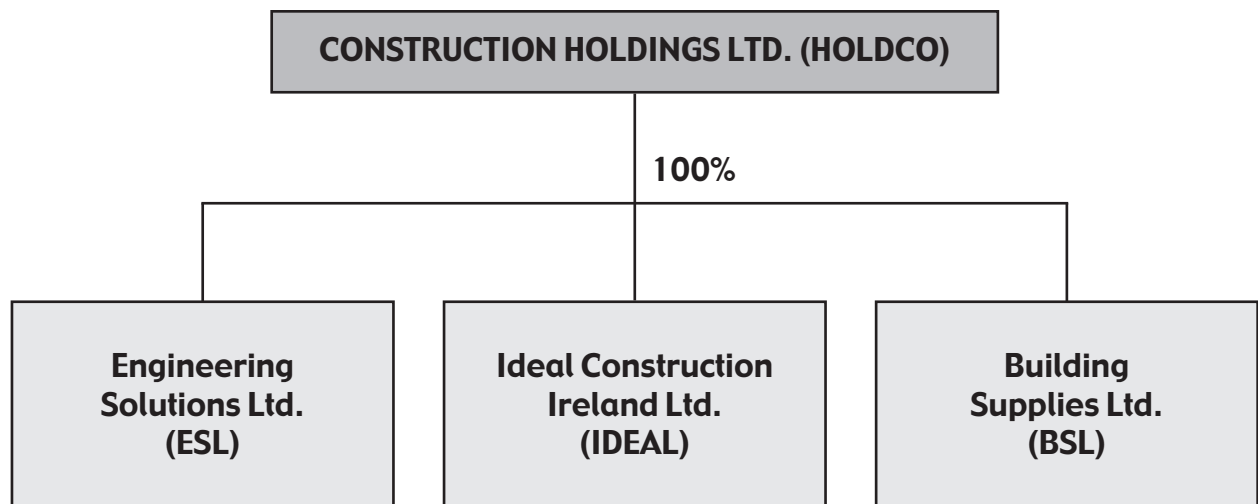 CONSTRUCTION HOLDINGS LTD. (HOLDCO)
100%
Engineering
Solutions Ltd.
(ESL)
Ideal Construction
Ireland Ltd.
(IDEAL)
Building
Supplies Ltd.
(BSL)